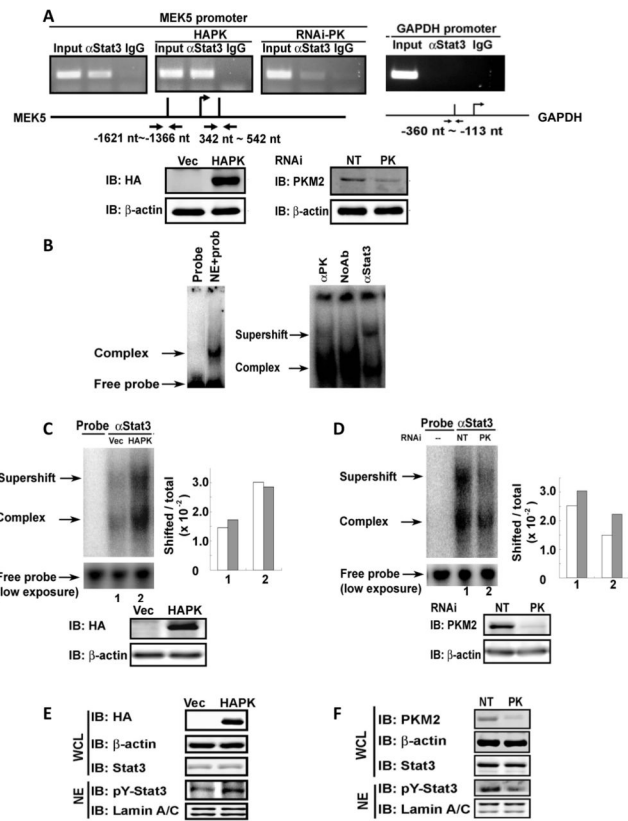 A
MEK5 promoter
HAPK
RNAi-PK
GAPDH promoter
Input αStat3 IgG
Input αStat3 IgG
Input αStat3 IgG
Input αStat3 IgG
MEK5
GAPDH
-1621 nt~-1366 nt
342 nt ~ 542 nt
-360 nt ~ -113 nt
Vec HAPK
IB: HA
IB: β-actin
RNAi
NT PK
IB: PKM2
IB: β-actin
B
Probe
NE+prob
Complex
Free probe
αPK
NoAb
αStat3
Supershift
Complex
C
Probe αStat3
Vec HAPK
Supershift
Complex
Free probe
(low exposure)
1 2
Shifted / total
(x 10-2)
3.0
2.0
1.0
1 2
Vec HAPK
IB: HA
IB: β-actin
D
Probe αStat3
RNAi -- NT PK
Supershift
Complex
Free probe
(low exposure)
1 2
Shifted / total
(x 10-2)
3.0
2.0
1.0
1 2
RNAi NT PK
IB: PKM2
IB: β-actin
E
Vec HAPK
WCL
IB: HA
IB: β-actin
IB: Stat3
NE
IB: pY-Stat3
IB: Lamin A/C
F
NT PK
WCL
IB: PKM2
IB: β-actin
IB: Stat3
NE
IB: pY-Stat3
IB: Lamin A/C